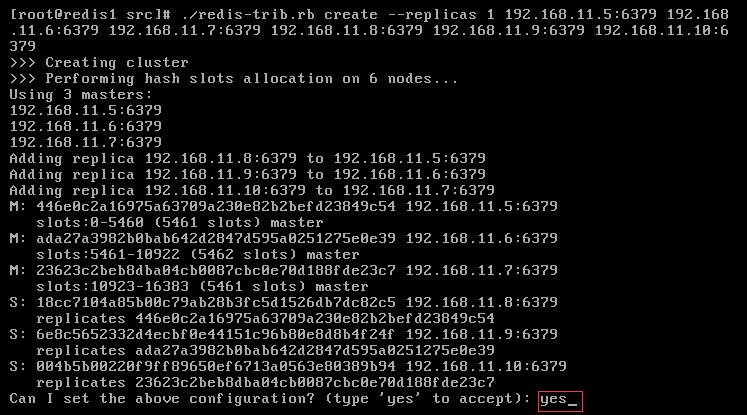 [root@redis1 src]# ./redis-trib.rb create --replicas 1 192.168.11.5:6379 192.168
.11.6:6379 192.168.11.7:6379 192.168.11.8:6379 192.168.11.9:6379 192.168.11.10:6
379
>>> Creating cluster
>>> Performing hash slots allocation on 6 nodes...
Using 3 masters:
192.168.11.5:6379
192.168.11.6:6379
192.168.11.7:6379
Adding replica 192.168.11.8:6379 to 192.168.11.5:6379
Adding replica 192.168.11.9:6379 to 192.168.11.6:6379
Adding replica 192.168.11.10:6379 to 192.168.11.7:6379
M: 446e0c2a16975a63709a230e82b2befd23849c54 192.168.11.5:6379
   slots:0-5460 (5461 slots) master
M: ada27a3982b0bab642d2847d595a0251275e0e39 192.168.11.6:6379
   slots:5461-10922 (5462 slots) master
M: 23623c2beb8dba04cb0087cbc0e70d188fde23c7 192.168.11.7:6379
   slots:10923-16383 (5461 slots) master
S: 18cc7104a85b00c79ab28b3fc5d1526db7dc82c5 192.168.11.8:6379
   replicates 446e0c2a16975a63709a230e82b2befd23849c54
S: 6e8c5652332d4ecbf0e44151c96b80e8d8b4f24f 192.168.11.9:6379
   replicates ada27a3982b0bab642d2847d595a0251275e0e39
S: 004b5b00220f9ff89650ef6713a0563e80389b94 192.168.11.10:6379
   replicates 23623c2beb8dba04cb0087cbc0e70d188fde23c7
Can I set the above configuration? (type 'yes' to accept): yes_